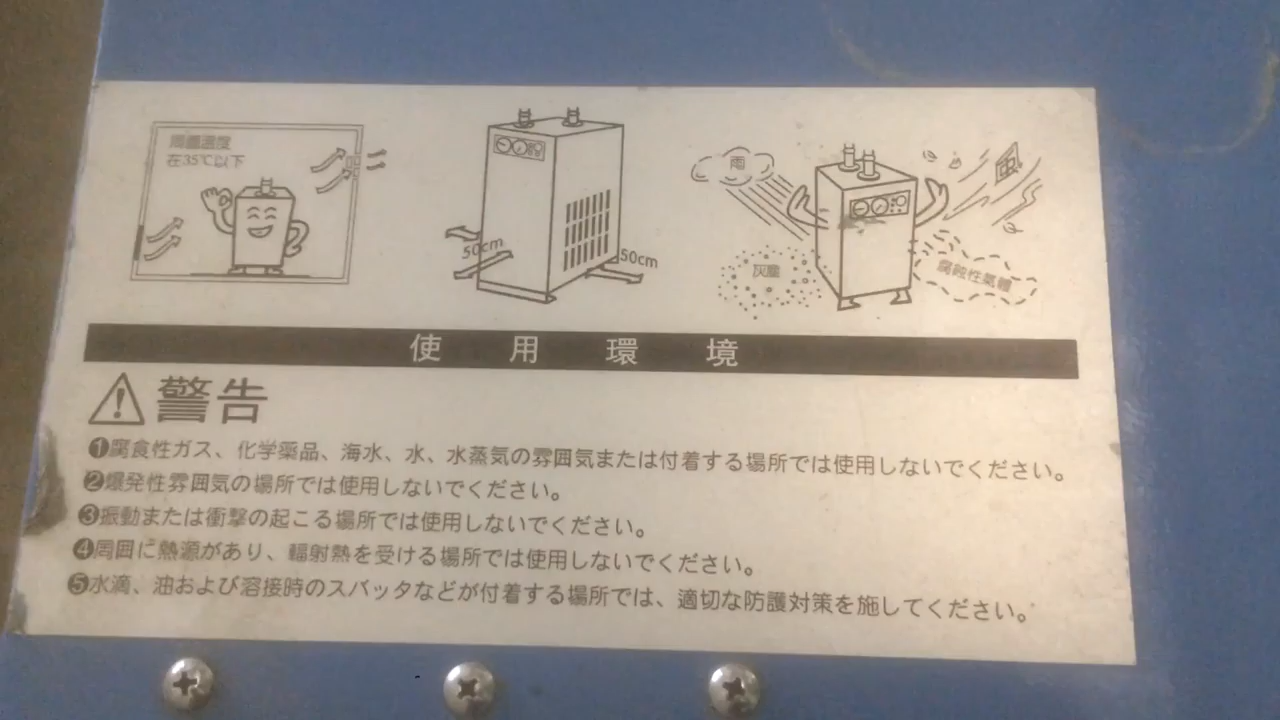 周圍溫度
在35℃以下
50cm
50cm
雨
風
灰塵
腐蝕性氣體
使用環境
警告
❶腐食性ガス、化学薬品、海水、水、水蒸気の雰囲気または付着する場所では使用しないでください。
❷爆発性雰囲気の場所では使用しないでください。
❸振動または衝撃の起こる場所では使用しないでください。
❹周囲に熱源があり、輻射熱を受ける場所では使用しないでください。
❺水滴、油および溶接時のスパッタなどが付着する場所では、適切な防護対策を施してください。